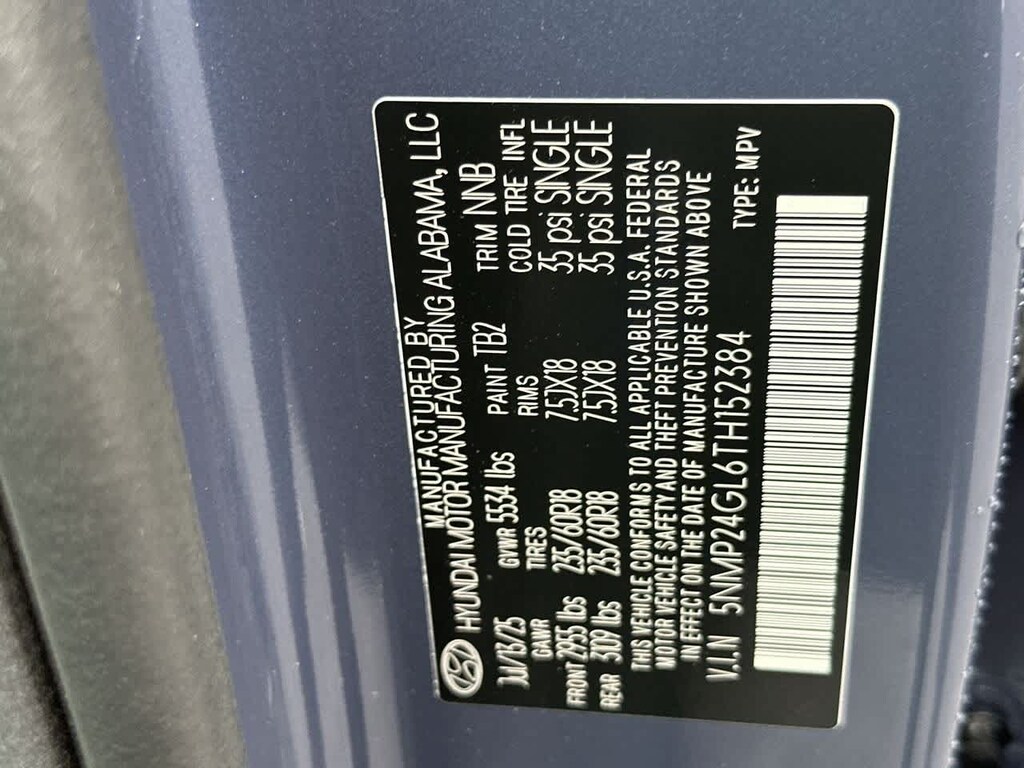 MANUFACTURED BY
HYUNDAI MOTOR MANUFACTURING ALABAMA, LLC
JU/13/25 GVWR 5534 lbs PAINT TB2 TRIM NNB
GAWR TIRES RIMS COLD TIRE INFL
FRONT 2935 lbs 235/60R18 7.5JX18 35 psi SINGLE
REAR 3109 lbs 235/60R18 7.5JX18 35 psi SINGLE
THIS VEHICLE CONFORMS TO ALL APPLICABLE U.S.A. FEDERAL
MOTOR VEHICLE SAFETY AND THEFT PREVENTION STANDARDS
IN EFFECT ON THE DATE OF MANUFACTURE SHOWN ABOVE
V.I.N 5NMP24GL6TH152384 TYPE: MPV